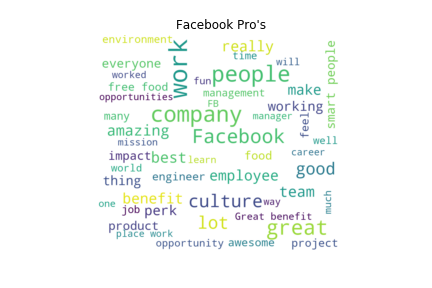 Facebook Pro's
environment
work
really
time
will
smart people
everyone
worked
fun
people
free food
management
make
opportunities
FB
working
many
company
manager
feel
amazing
Facebook
mission
well
impact
best
learn
food
career
world
good
thing
engineer
employee
benefit
team
much
one
culture
way
job
perk
Great benefit
product
lot
great
place work
opportunity
awesome
project